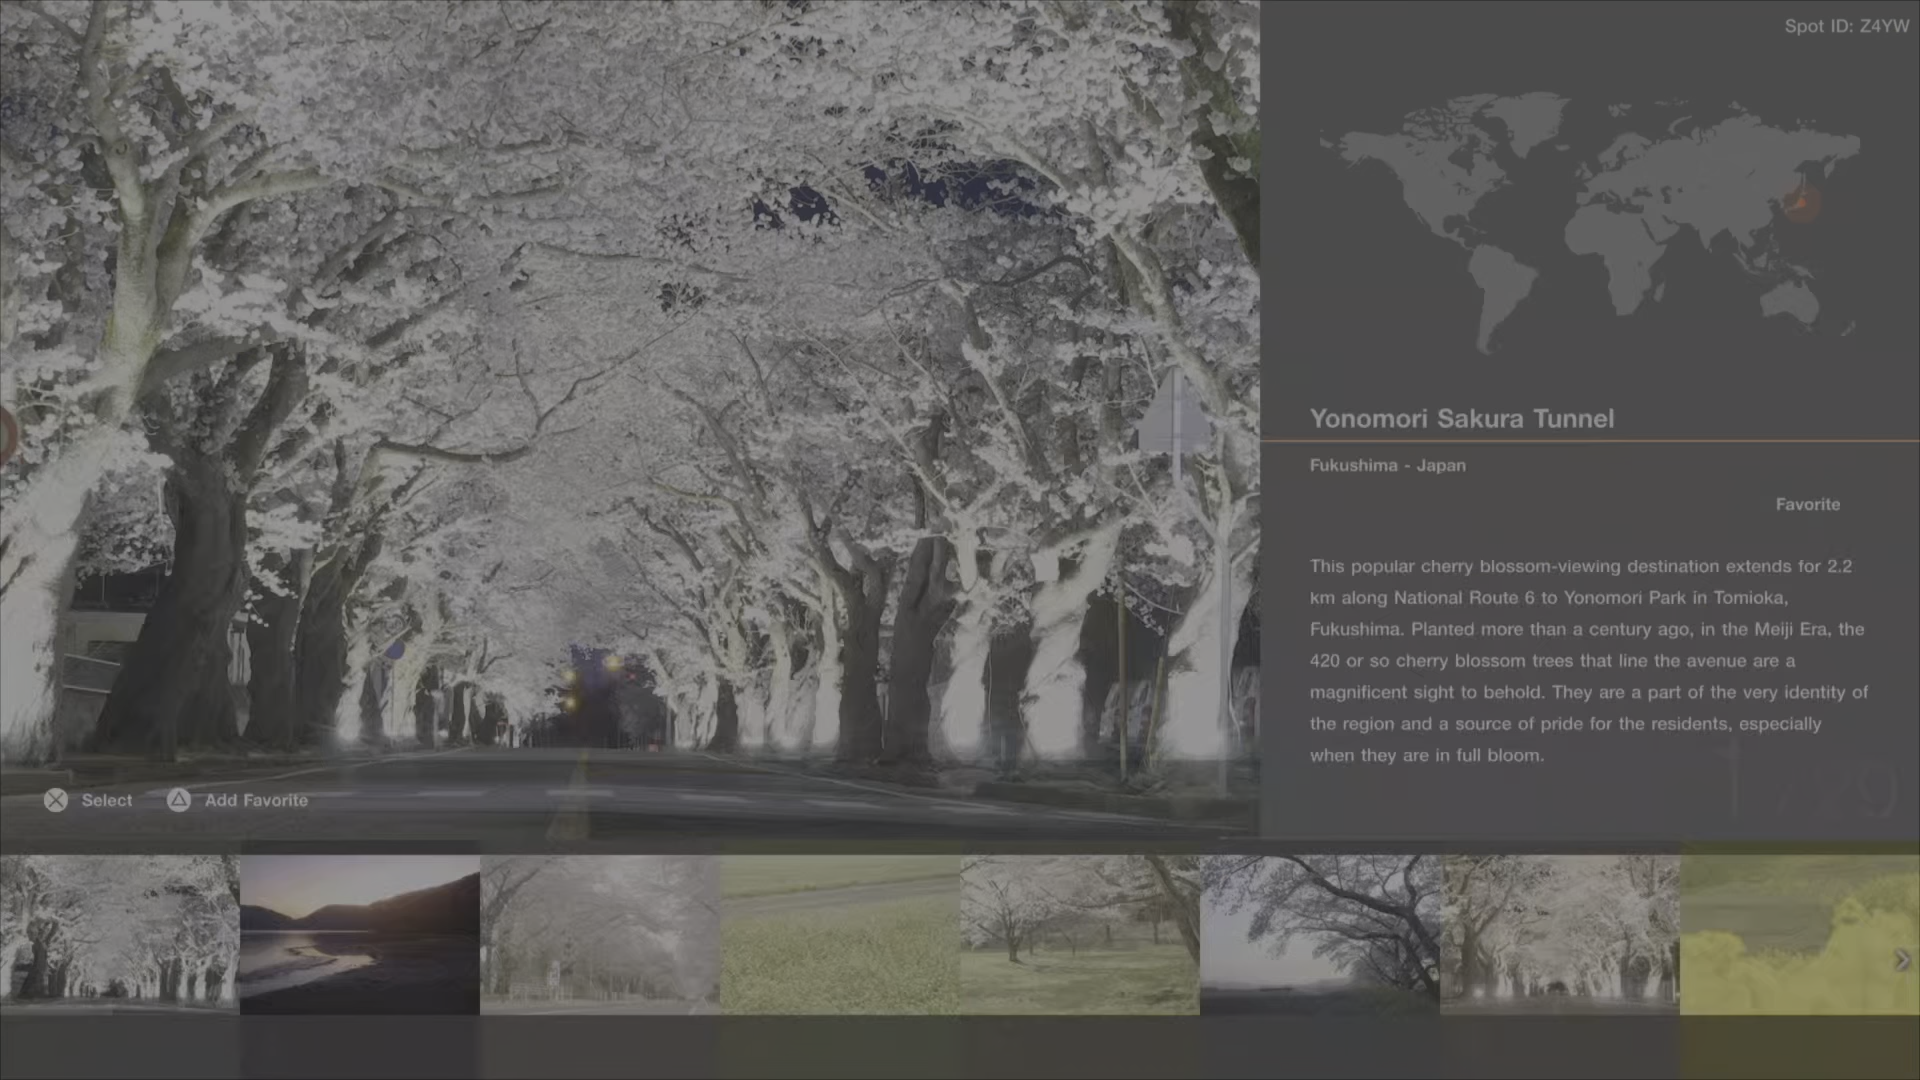 Spot ID: Z4YW
Yonomori Sakura Tunnel
Fukushima - Japan
Favorite
This popular cherry blossom-viewing destination extends for 2.2
km along National Route 6 to Yonomori Park in Tomioka,
Fukushima. Planted more than a century ago, in the Meiji Era, the
420 or so cherry blossom trees that line the avenue are a
magnificent sight to behold. They are a part of the very identity of
the region and a source of pride for the residents, especially
when they are in full bloom.
Select
Add Favorite